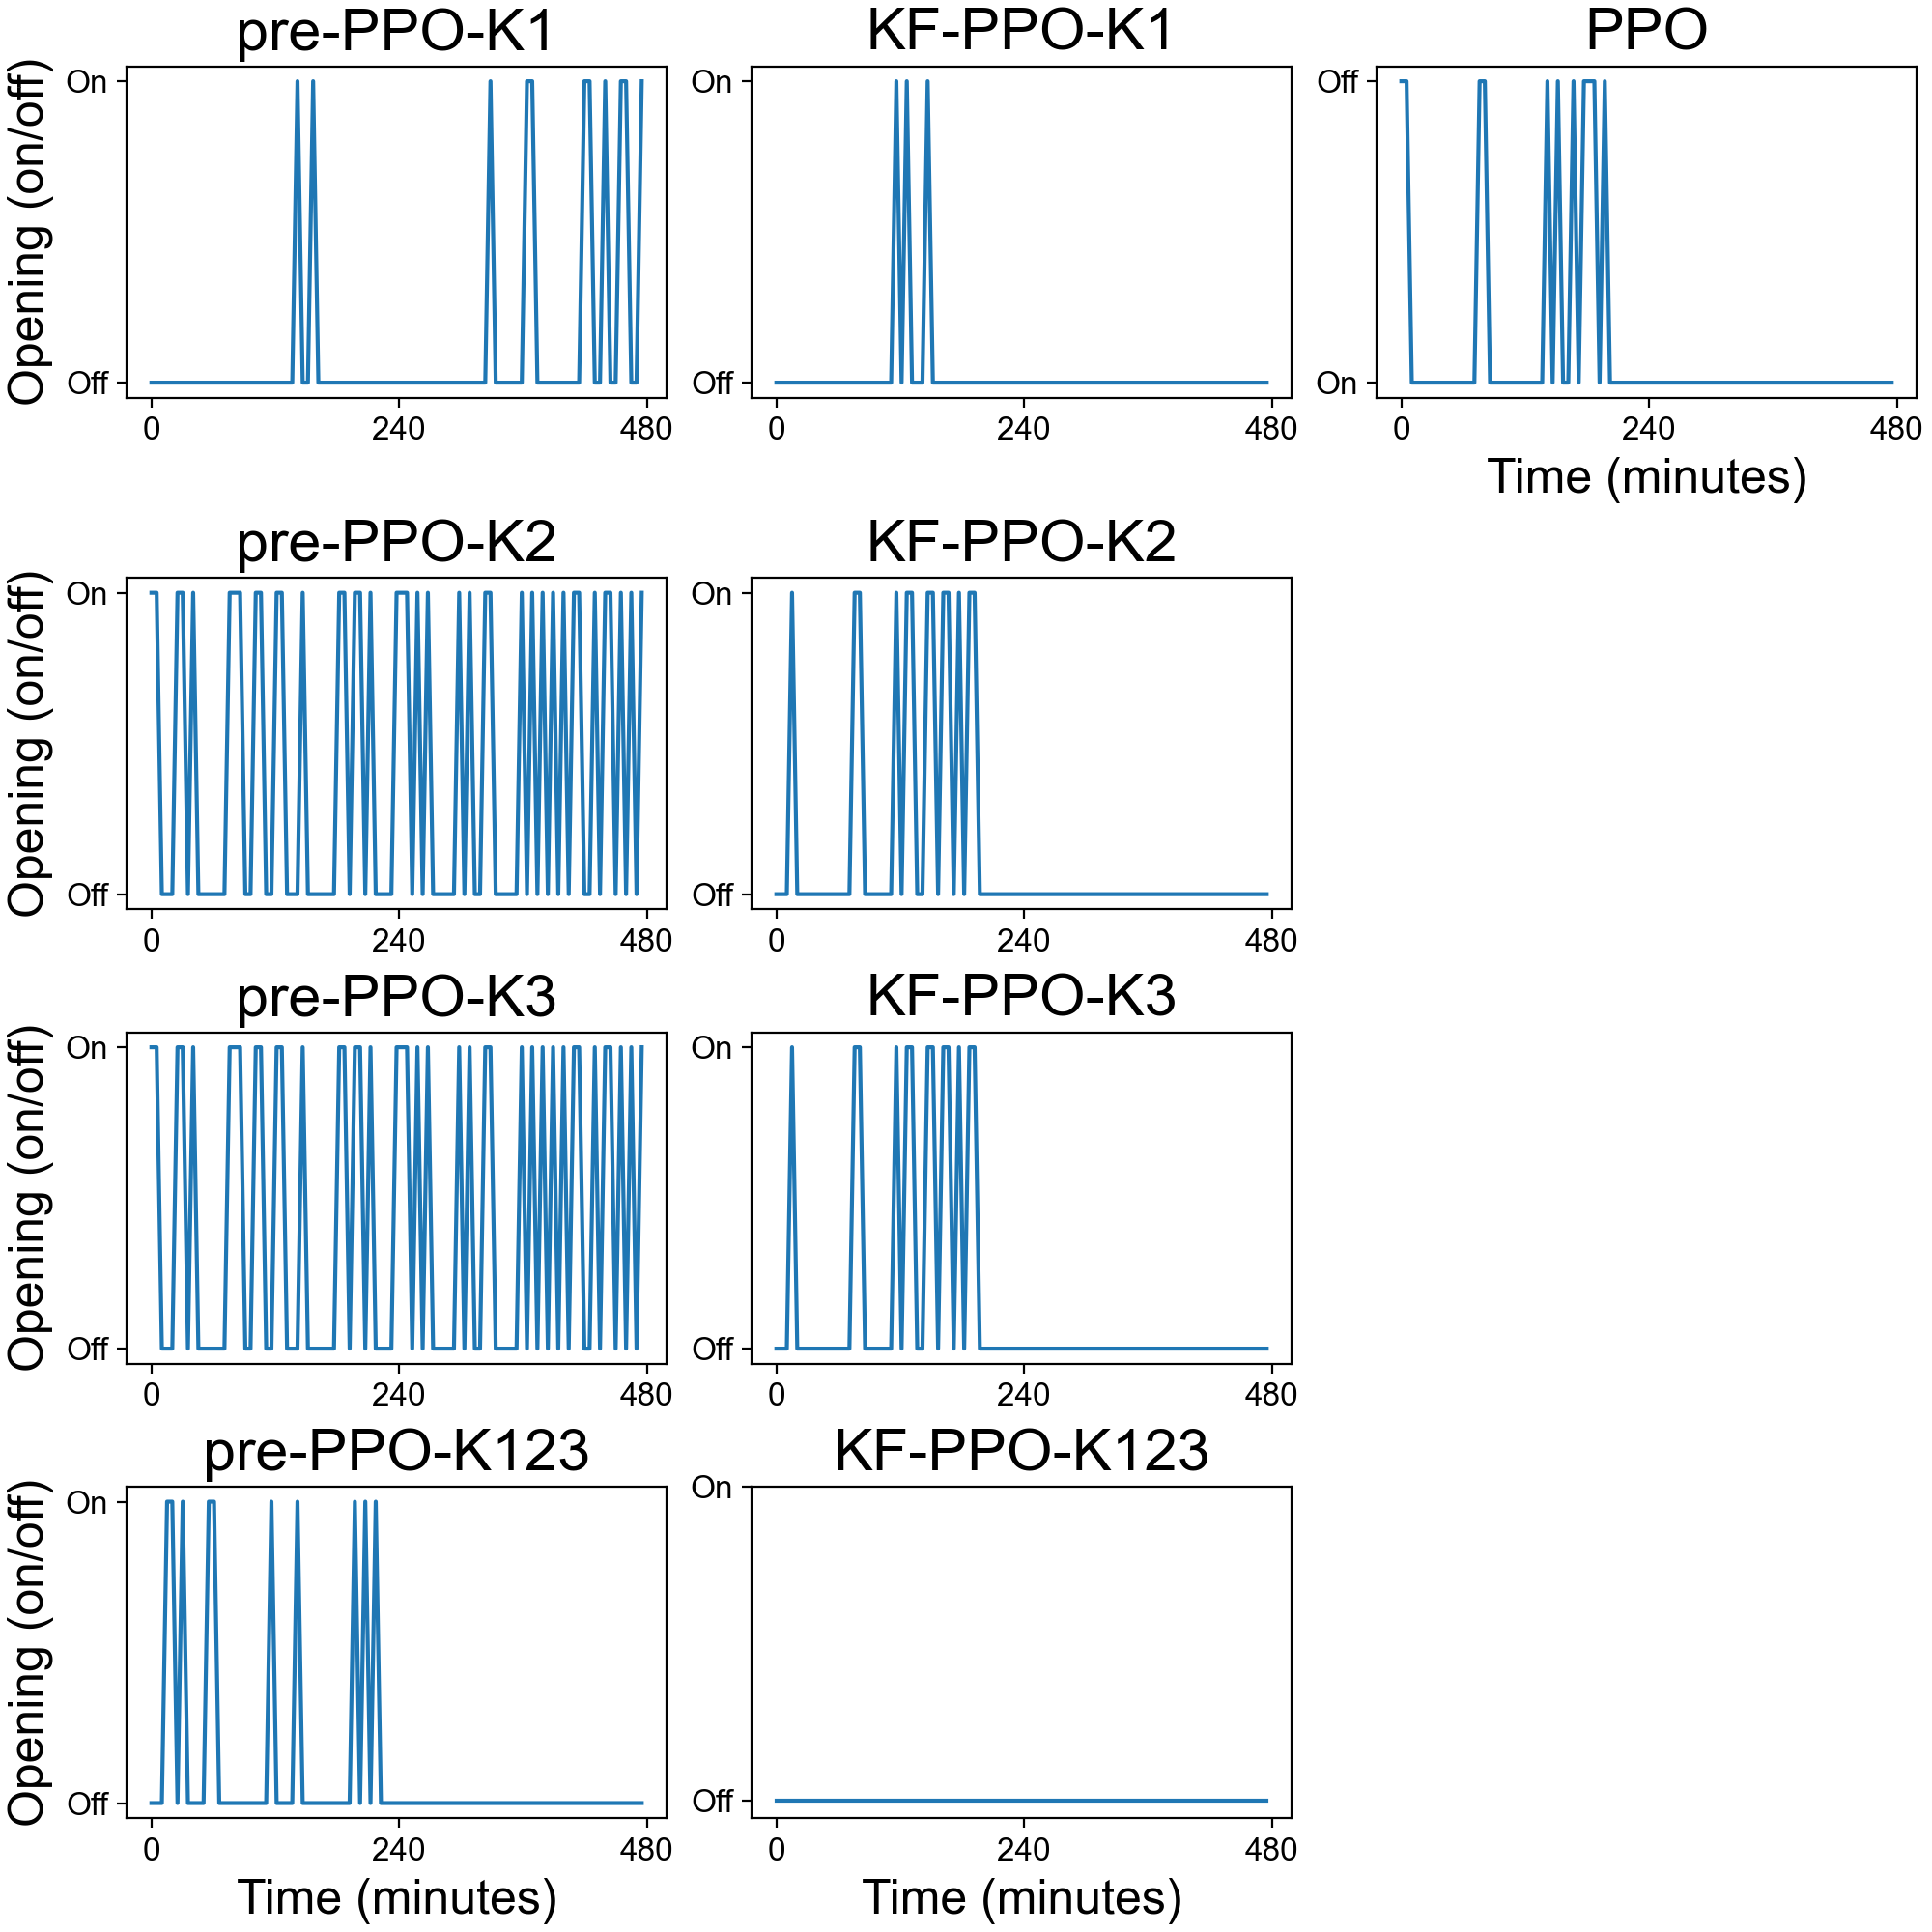 pre-PPO-K1
KF-PPO-K1
PPO
Opening (on/off)
On
Off
0 240 480
On
Off
0 240 480
Off
On
0 240 480
Time (minutes)
pre-PPO-K2
KF-PPO-K2
Opening (on/off)
On
Off
0 240 480
On
Off
0 240 480
pre-PPO-K3
KF-PPO-K3
Opening (on/off)
On
Off
0 240 480
On
Off
0 240 480
pre-PPO-K123
KF-PPO-K123
Opening (on/off)
On
Off
0 240 480
Time (minutes)
On
Off
0 240 480
Time (minutes)